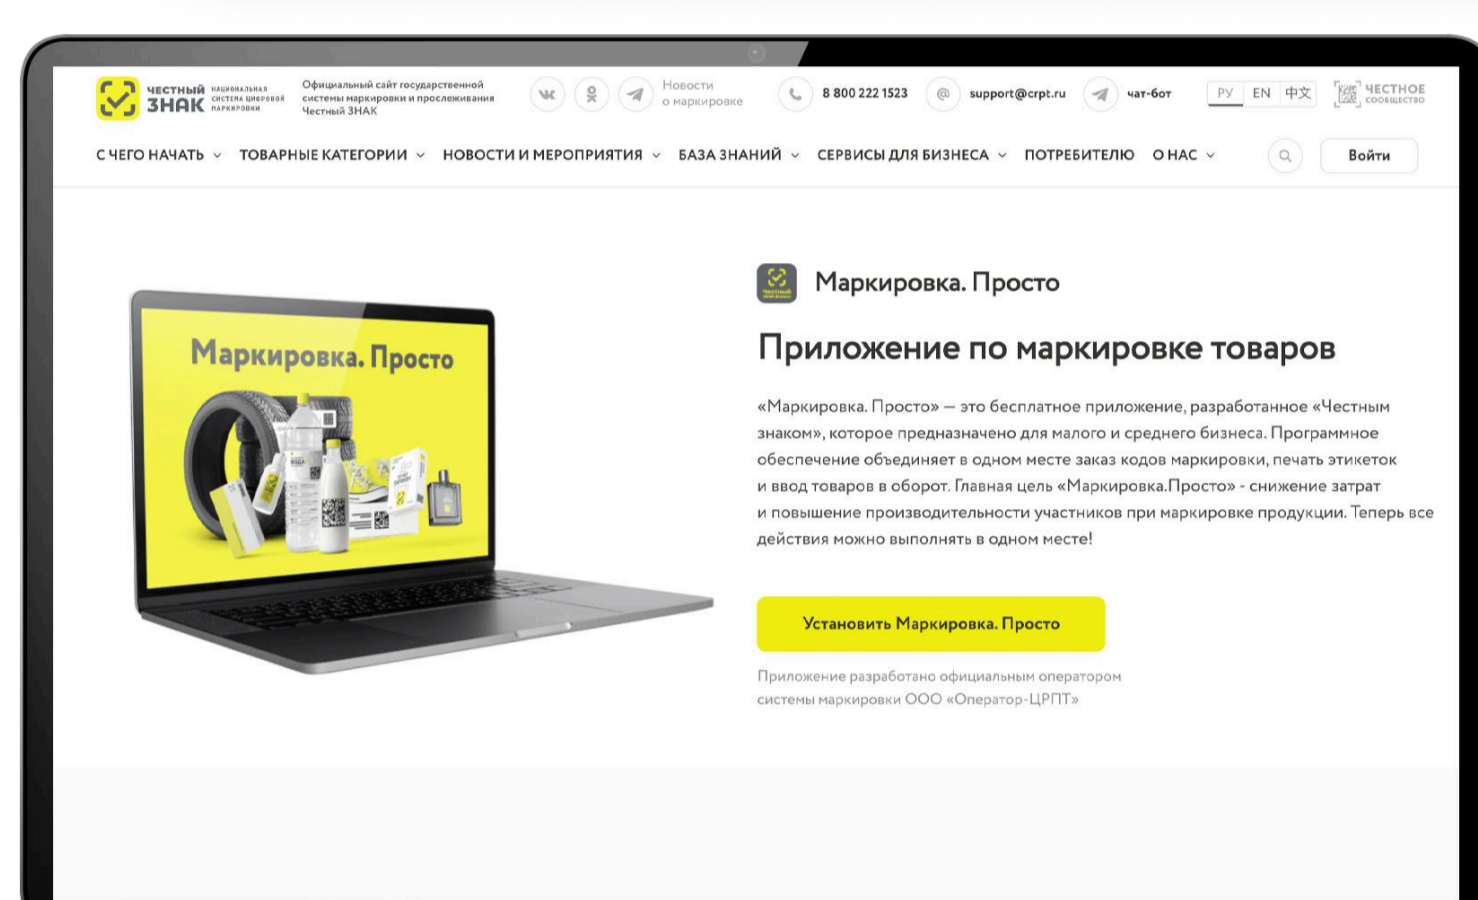 ЧЕСТНЫЙ ЗНАК
НАЦИОНАЛЬНАЯ СИСТЕМА ЦИФРОВОЙ МАРКИРОВКИ
Официальный сайт государственной
системы маркировки и прослеживания
Честный ЗНАК
Новости
о маркировке
8 800 222 1523
@
support@crpt.ru
чат-бот
РУ EN 中文
ЧЕСТНОЕ
СООБЩЕСТВО
С ЧЕГО НАЧАТЬ ТОВАРНЫЕ КАТЕГОРИИ НОВОСТИ И МЕРОПРИЯТИЯ БАЗА ЗНАНИЙ СЕРВИСЫ ДЛЯ БИЗНЕСА ПОТРЕБИТЕЛЮ О НАС Войти
Маркировка. Просто
Маркировка. Просто
Приложение по маркировке товаров
«Маркировка. Просто» — это бесплатное приложение, разработанное «Честным
знаком», которое предназначено для малого и среднего бизнеса. Программное
обеспечение объединяет в одном месте заказ кодов маркировки, печать этикеток
и ввод товаров в оборот. Главная цель «Маркировка.Просто» - снижение затрат
и повышение производительности участников при маркировке продукции. Теперь все
действия можно выполнять в одном месте!
Установить Маркировка. Просто
Приложение разработано официальным оператором
системы маркировки ООО «Оператор-ЦРПТ»